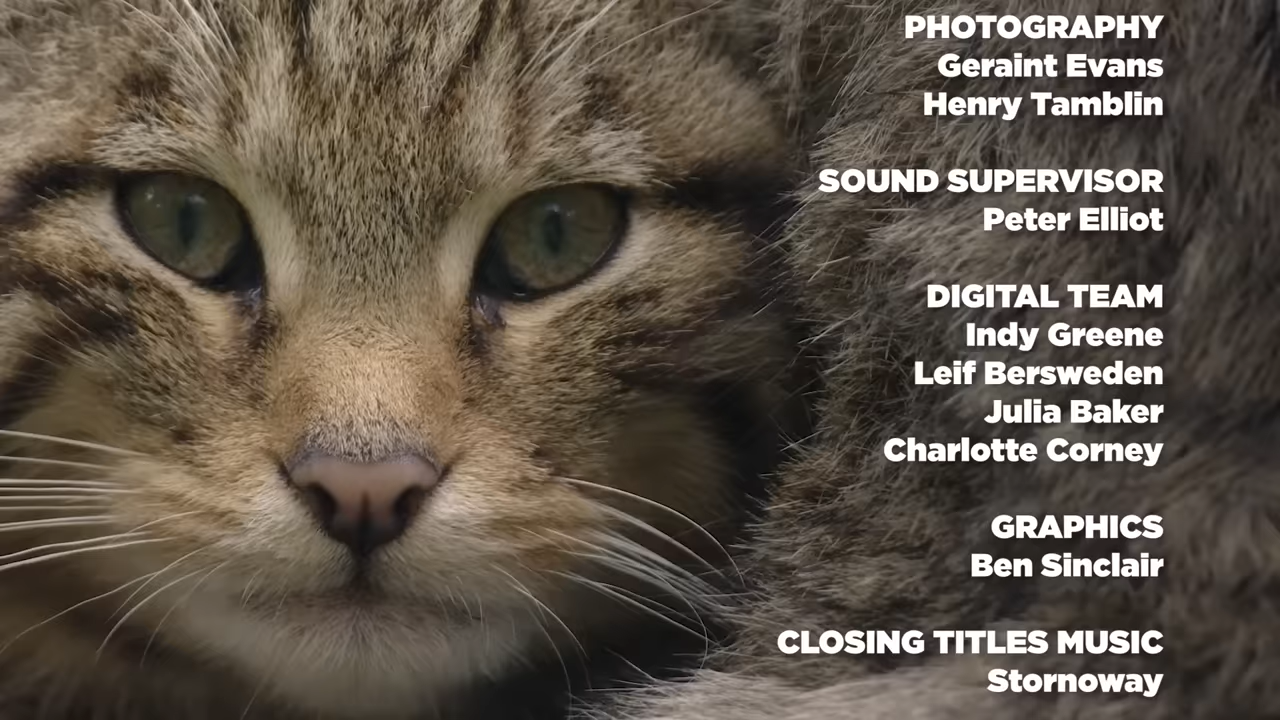 PHOTOGRAPHY
Geraint Evans
Henry Tamblin
SOUND SUPERVISOR
Peter Elliot
DIGITAL TEAM
Indy Greene
Leif Bersweden
Julia Baker
Charlotte Corney
GRAPHICS
Ben Sinclair
CLOSING TITLES MUSIC
Stornoway